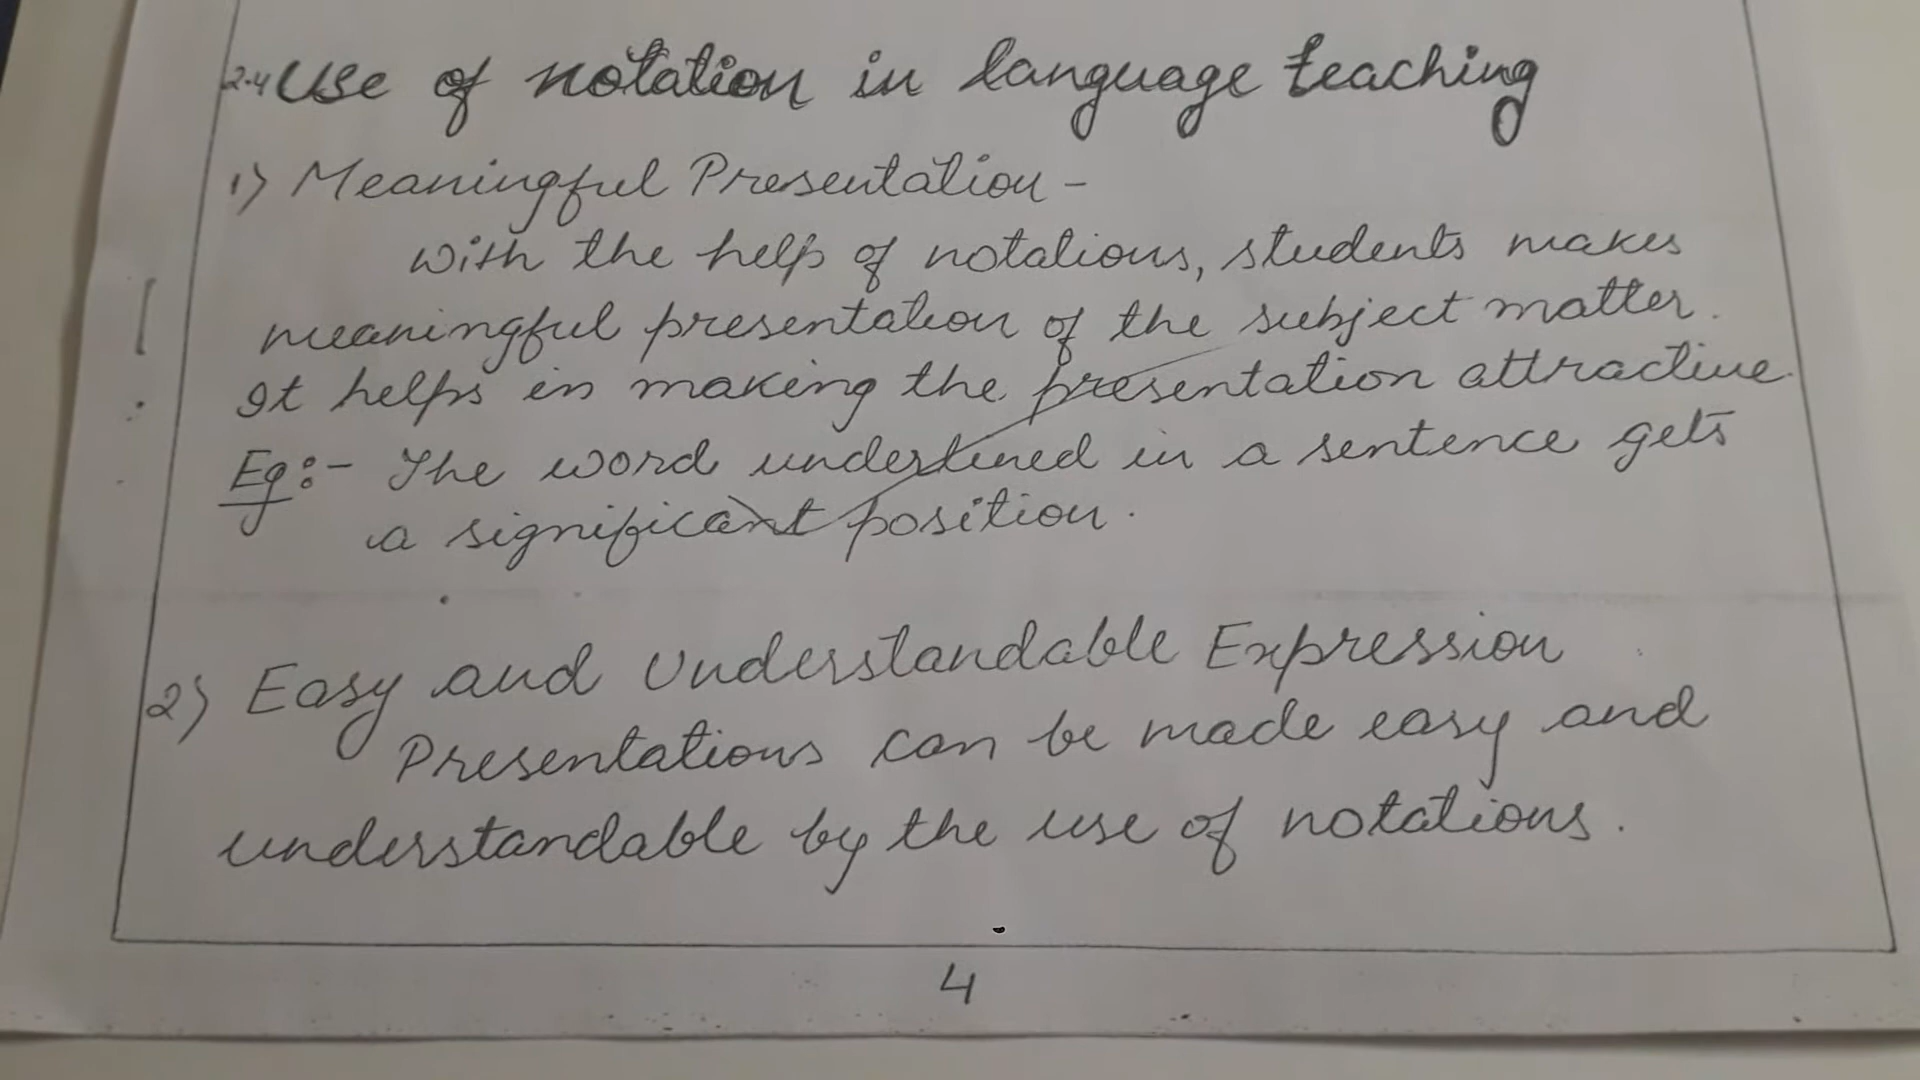 2.4 Use of notation in language teaching
1) Meaningful Presentation -
with the help of notations, students makes
meaningful presentation of the subject matter.
It helps in making the presentation attractive.
Eg:- The word underlined in a sentence gets
a significant position.
2) Easy and Understandable Expression
Presentations can be made easy and
understandable by the use of notations.
4